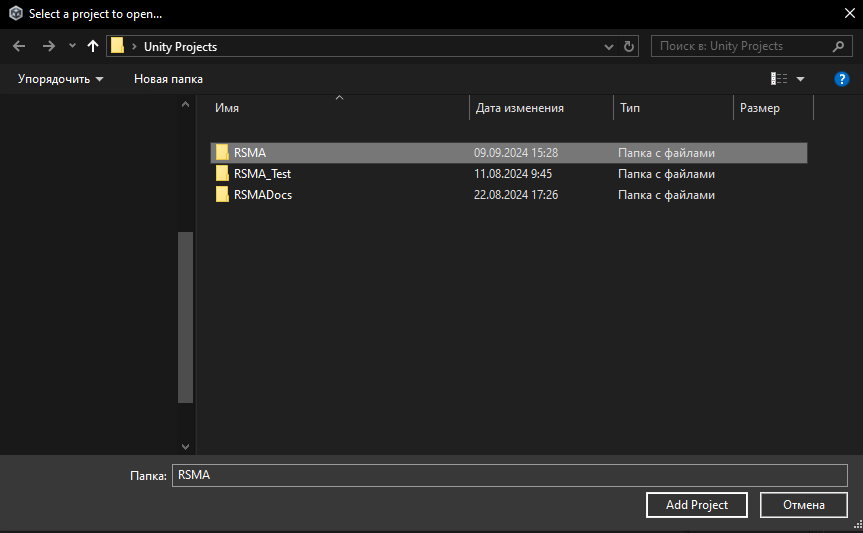 Select a project to open...
Unity Projects
Поиск в: Unity Projects
Упорядочить Новая папка
?
Имя Дата изменения Тип Размер
RSMA 09.09.2024 15:28 Папка с файлами
RSMA_Test 11.08.2024 9:45 Папка с файлами
RSMADocs 22.08.2024 17:26 Папка с файлами
Папка: RSMA
Add Project Отмена